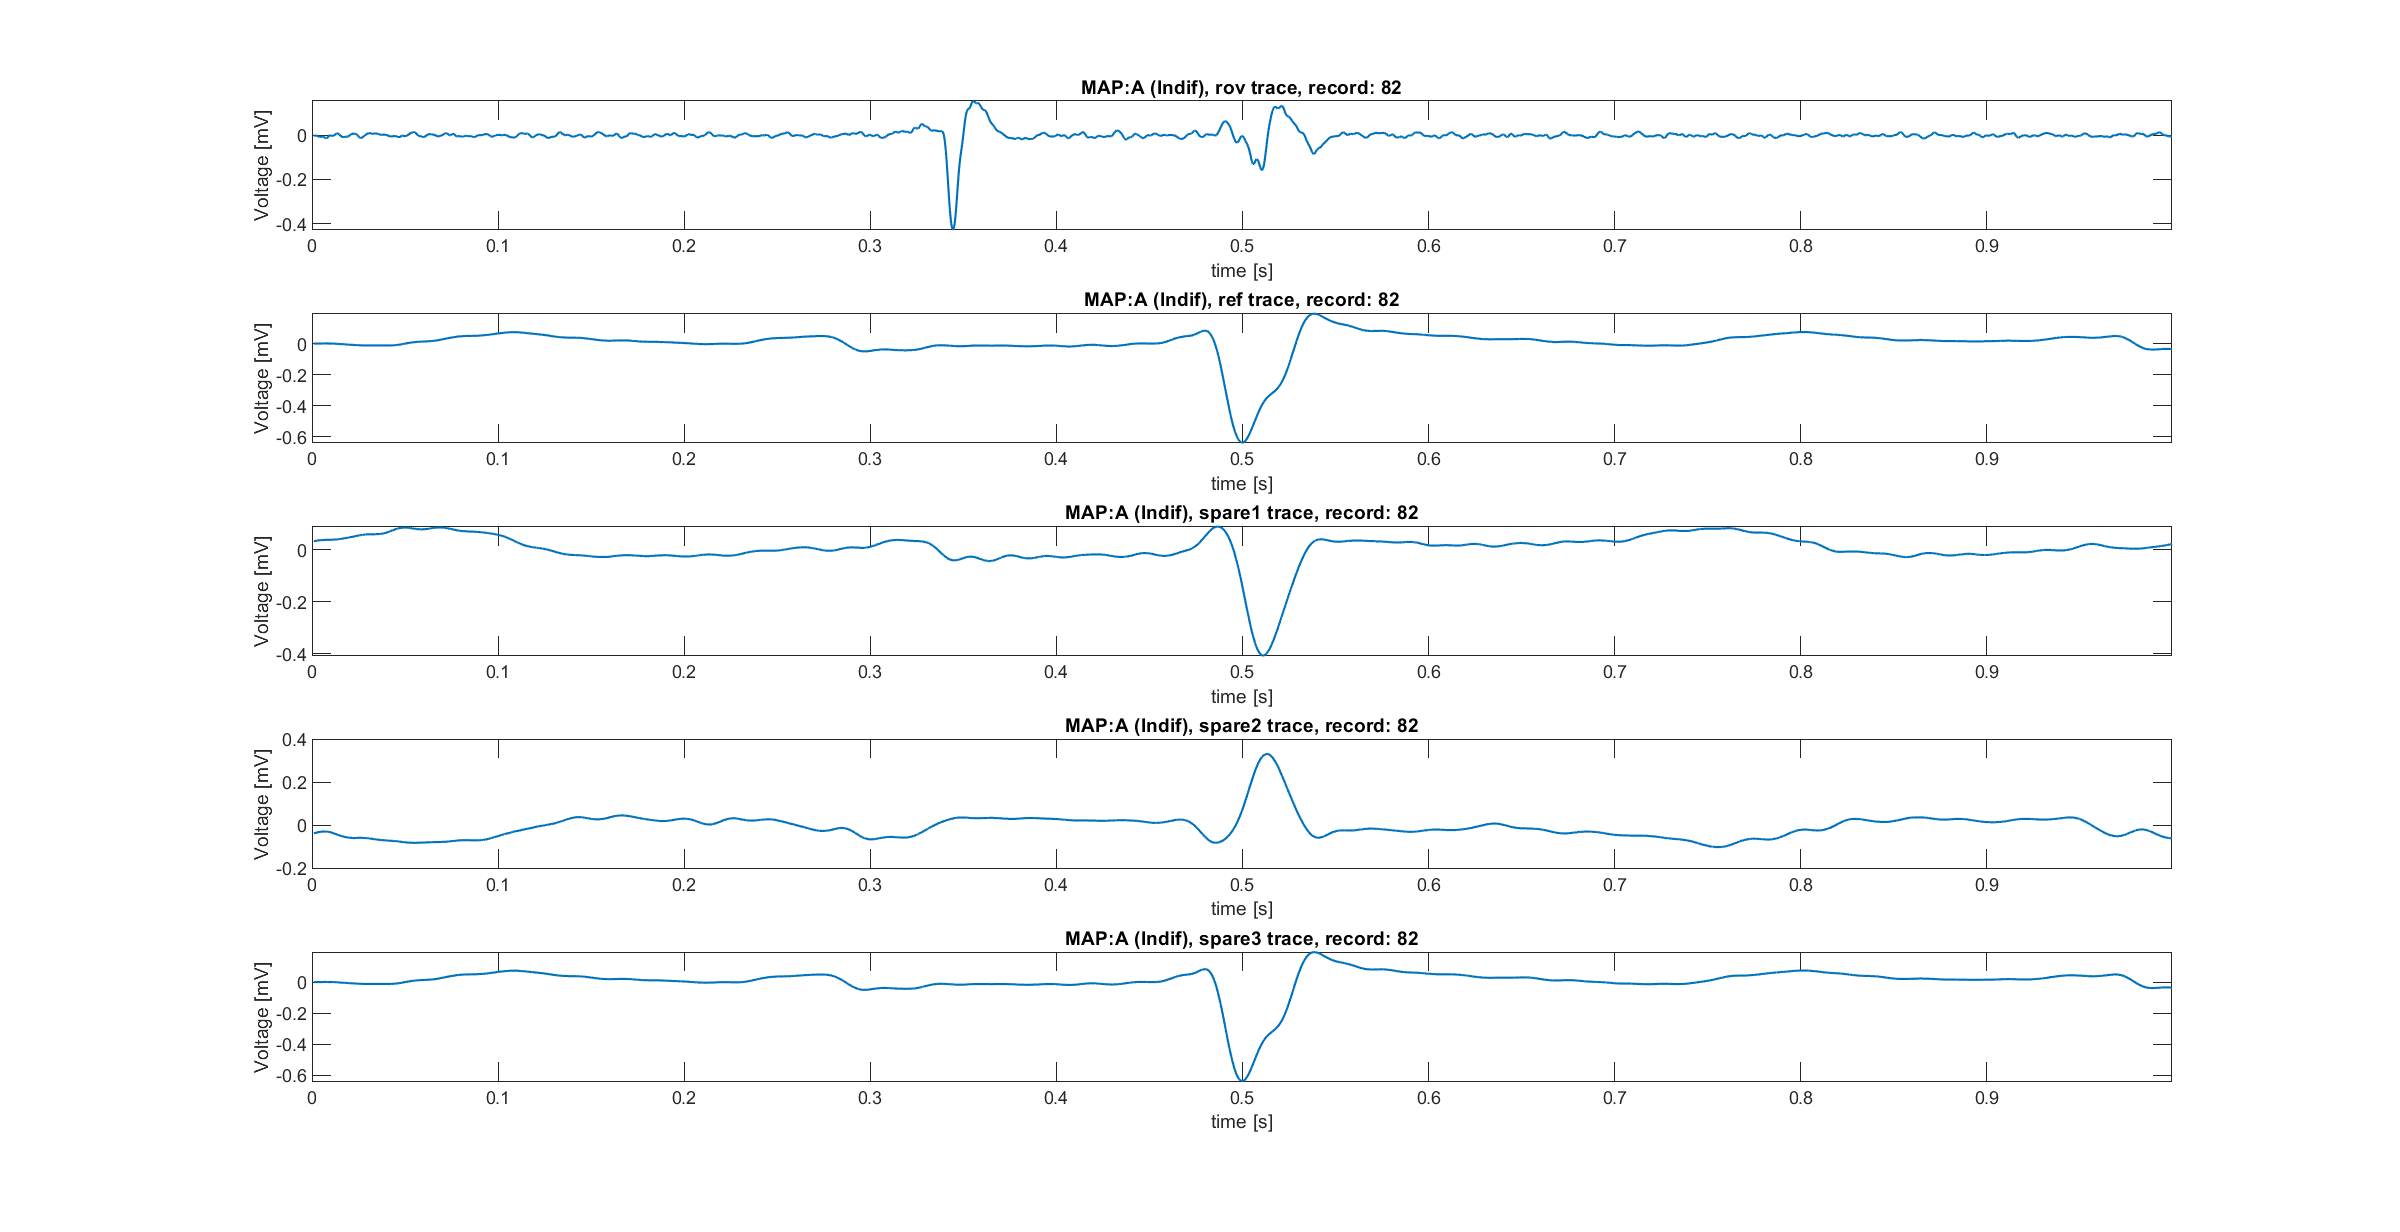 MAP:A (Indif), rov trace, record: 82
Voltage [mV]
0
-0.2
-0.4
0 0.1 0.2 0.3 0.4 0.5 0.6 0.7 0.8 0.9
time [s]
MAP:A (Indif), ref trace, record: 82
Voltage [mV]
0
-0.2
-0.4
-0.6
0 0.1 0.2 0.3 0.4 0.5 0.6 0.7 0.8 0.9
time [s]
MAP:A (Indif), spare1 trace, record: 82
Voltage [mV]
0
-0.2
-0.4
0 0.1 0.2 0.3 0.4 0.5 0.6 0.7 0.8 0.9
time [s]
MAP:A (Indif), spare2 trace, record: 82
Voltage [mV]
0.4
0.2
0
-0.2
0 0.1 0.2 0.3 0.4 0.5 0.6 0.7 0.8 0.9
time [s]
MAP:A (Indif), spare3 trace, record: 82
Voltage [mV]
0
-0.2
-0.4
-0.6
0 0.1 0.2 0.3 0.4 0.5 0.6 0.7 0.8 0.9
time [s]